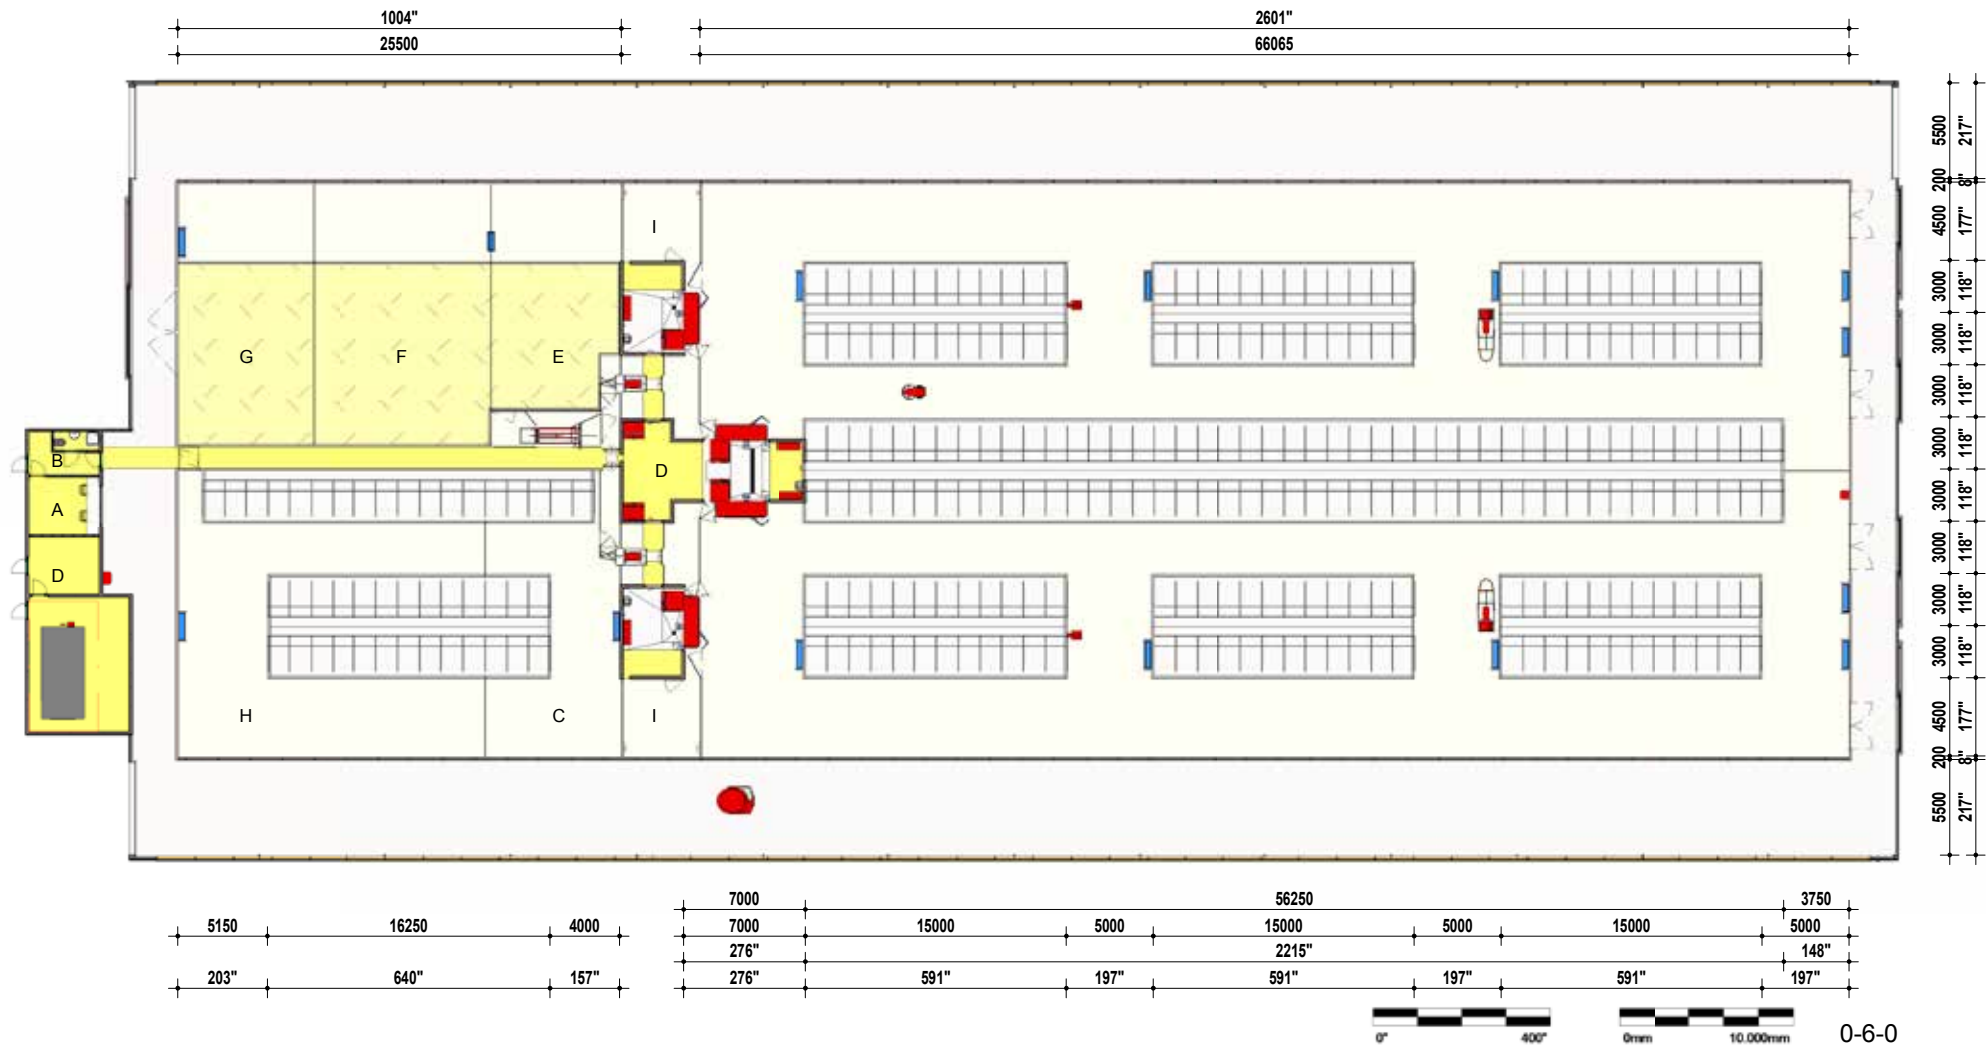 1004" 2601"
25500 66065
5500 217"
200 8"
4500 177"
3000 118"
3000 118"
3000 118"
3000 118"
3000 118"
3000 118"
3000 118"
3000 118"
4500 177"
200 8"
5500 217"
I
G F E
B D
A
D
H C I
7000 56250 3750
5150 16250 4000 7000 15000 5000 15000 5000 15000 5000
276" 2215" 148"
203" 640" 157" 276" 591" 197" 591" 197" 591" 197"
0" 400" 0mm 10.000mm 0-6-0